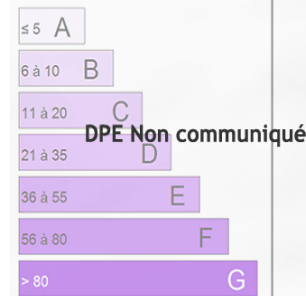 ≤ 5 A
6 à 10 B
11 à 20 C
DPE Non communiqué
21 à 35 D
36 à 55 E
56 à 80 F
> 80 G